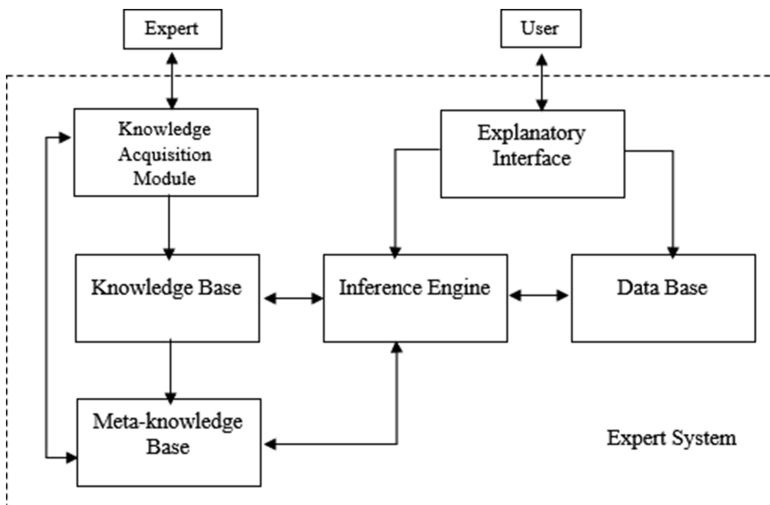 Expert
User
Knowledge
Acquisition
Module
Explanatory
Interface
Knowledge Base
Inference Engine
Data Base
Meta-knowledge
Base
Expert System